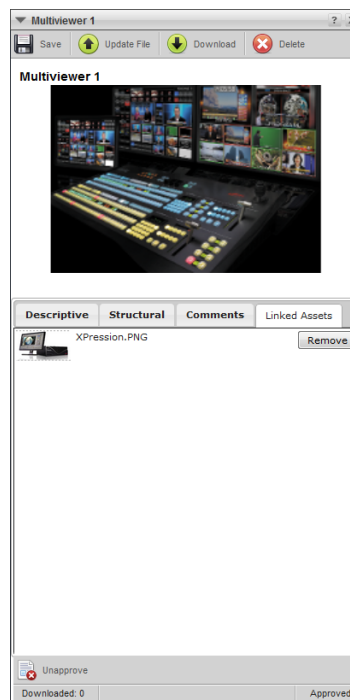 Multiviewer 1 ?
Save Update File Download Delete
Multiviewer 1
Descriptive Structural Comments Linked Assets
XPression.PNG Remove
Unapprove
Downloaded: 0 Approved